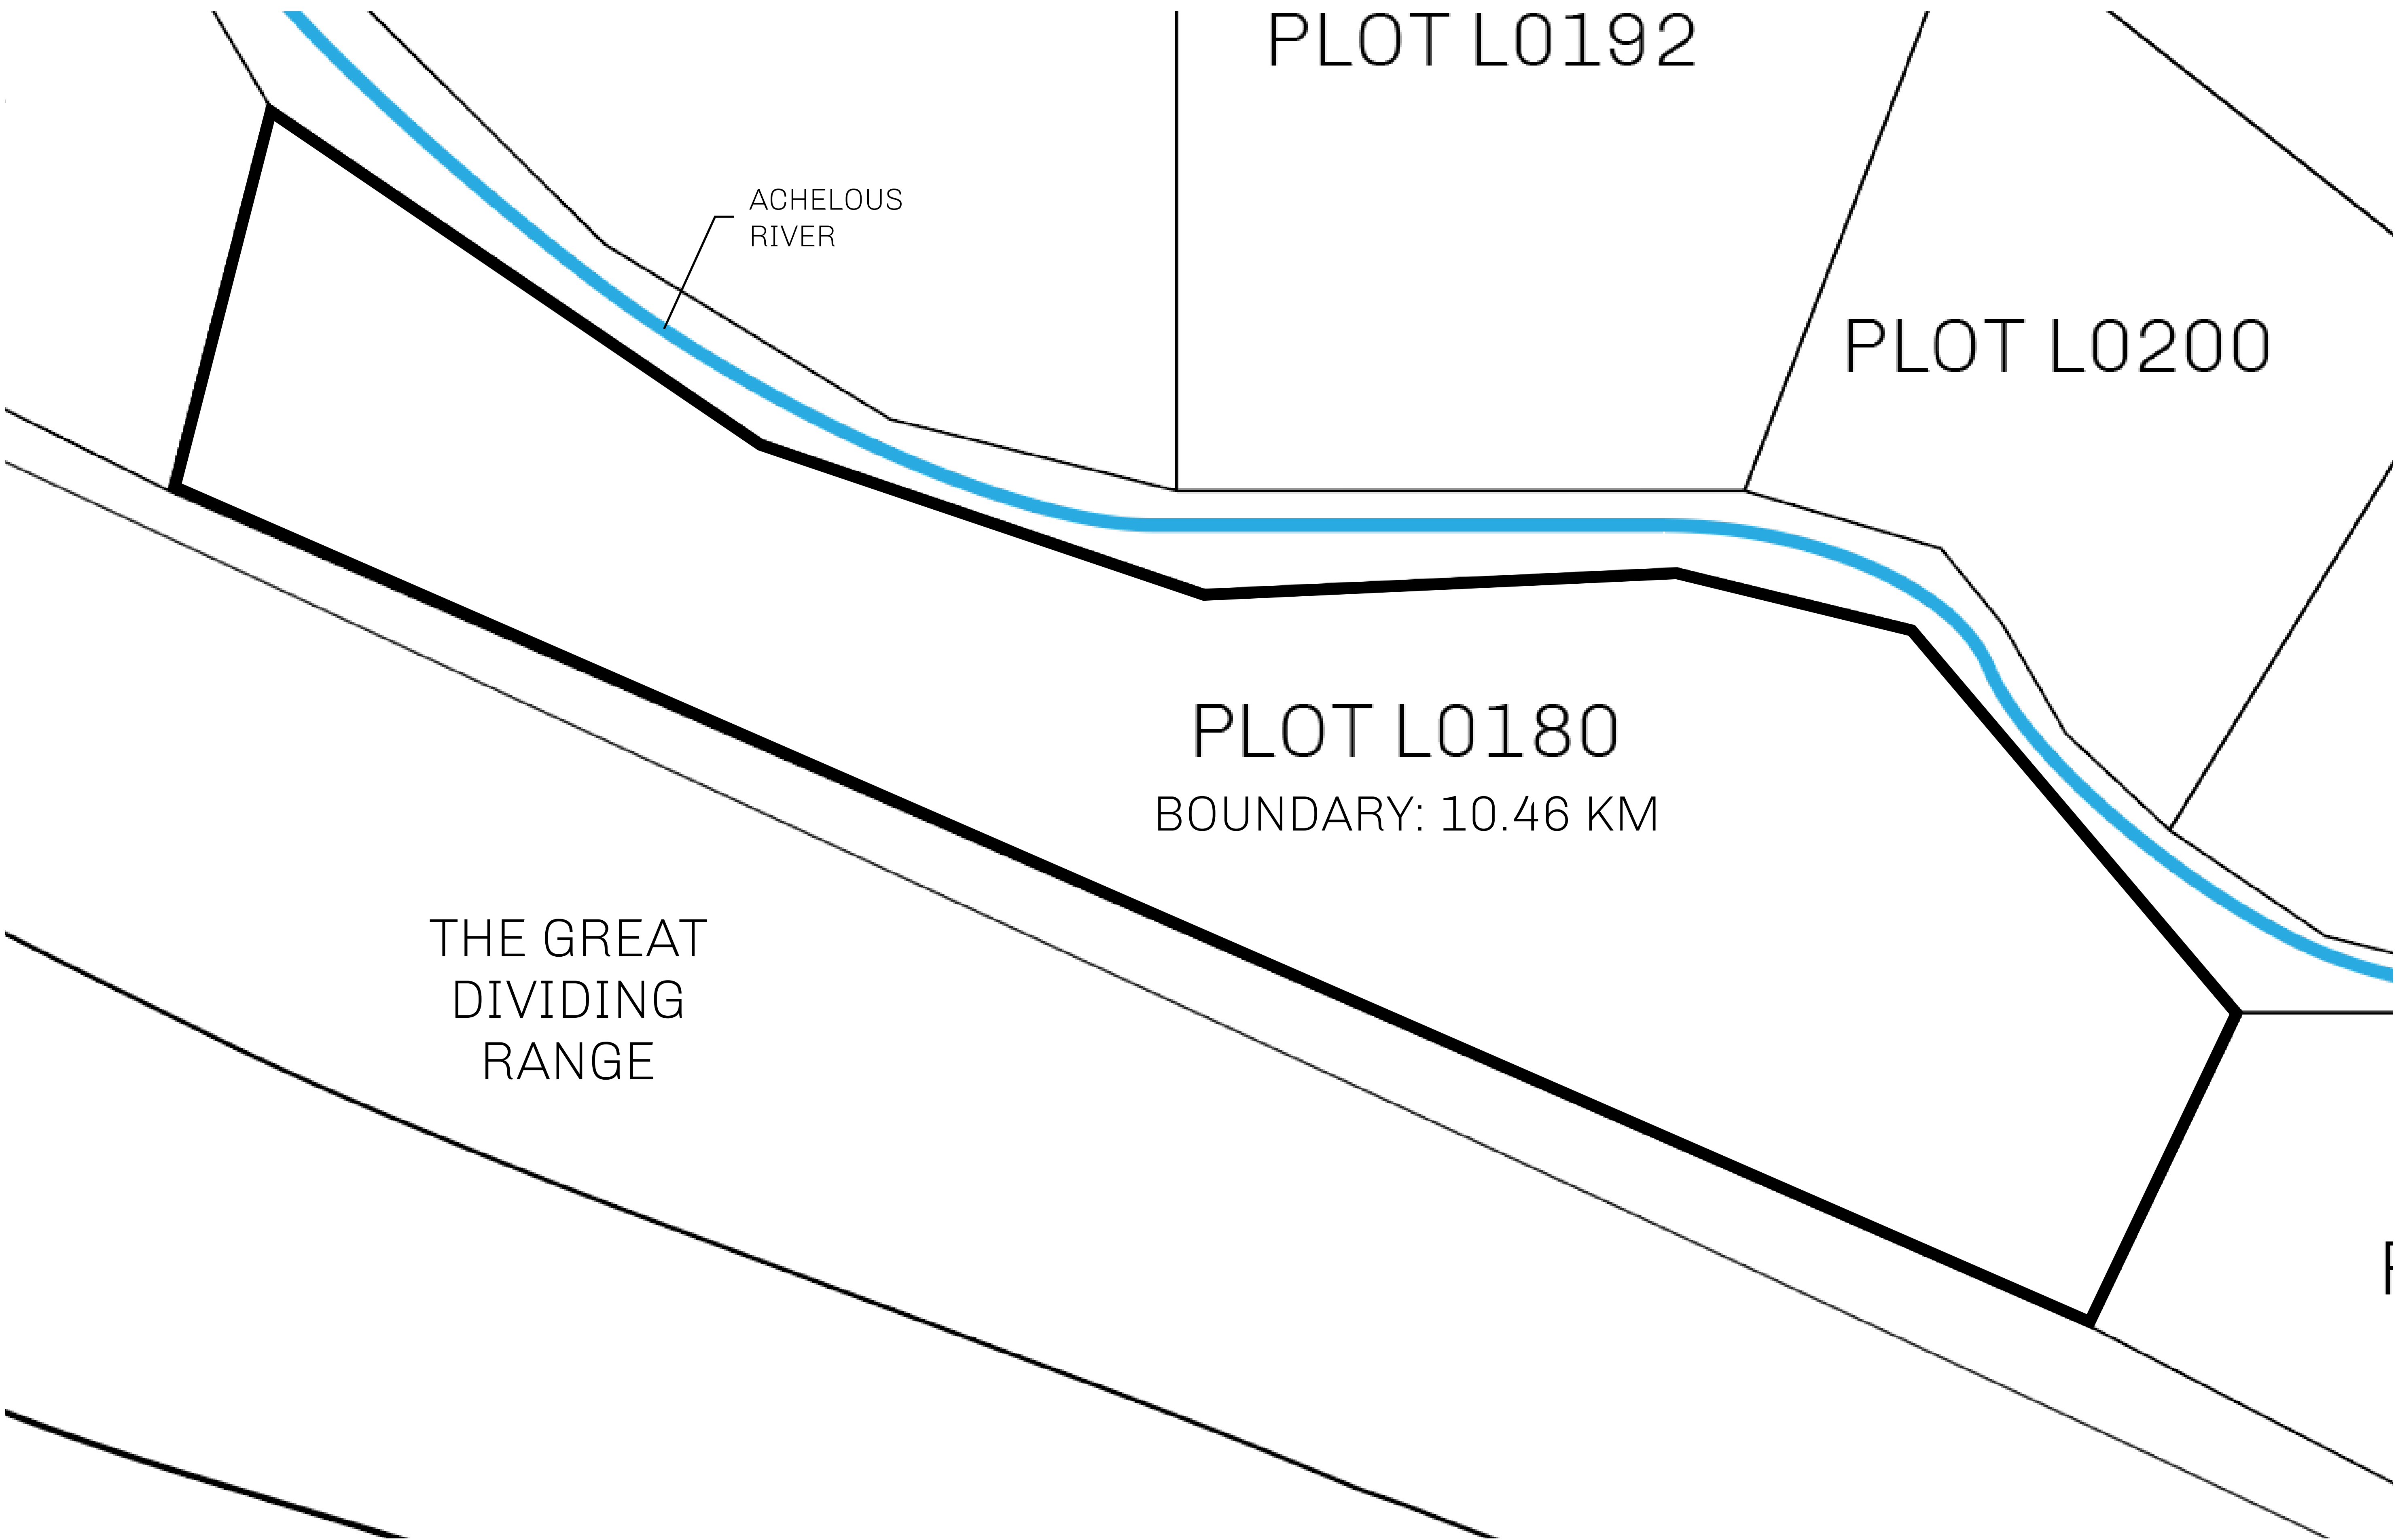 PLOT L0192
ACHELOUS
RIVER
PLOT L0200
PLOT L0180
BOUNDARY: 10.46 KM
THE GREAT
DIVIDING
RANGE